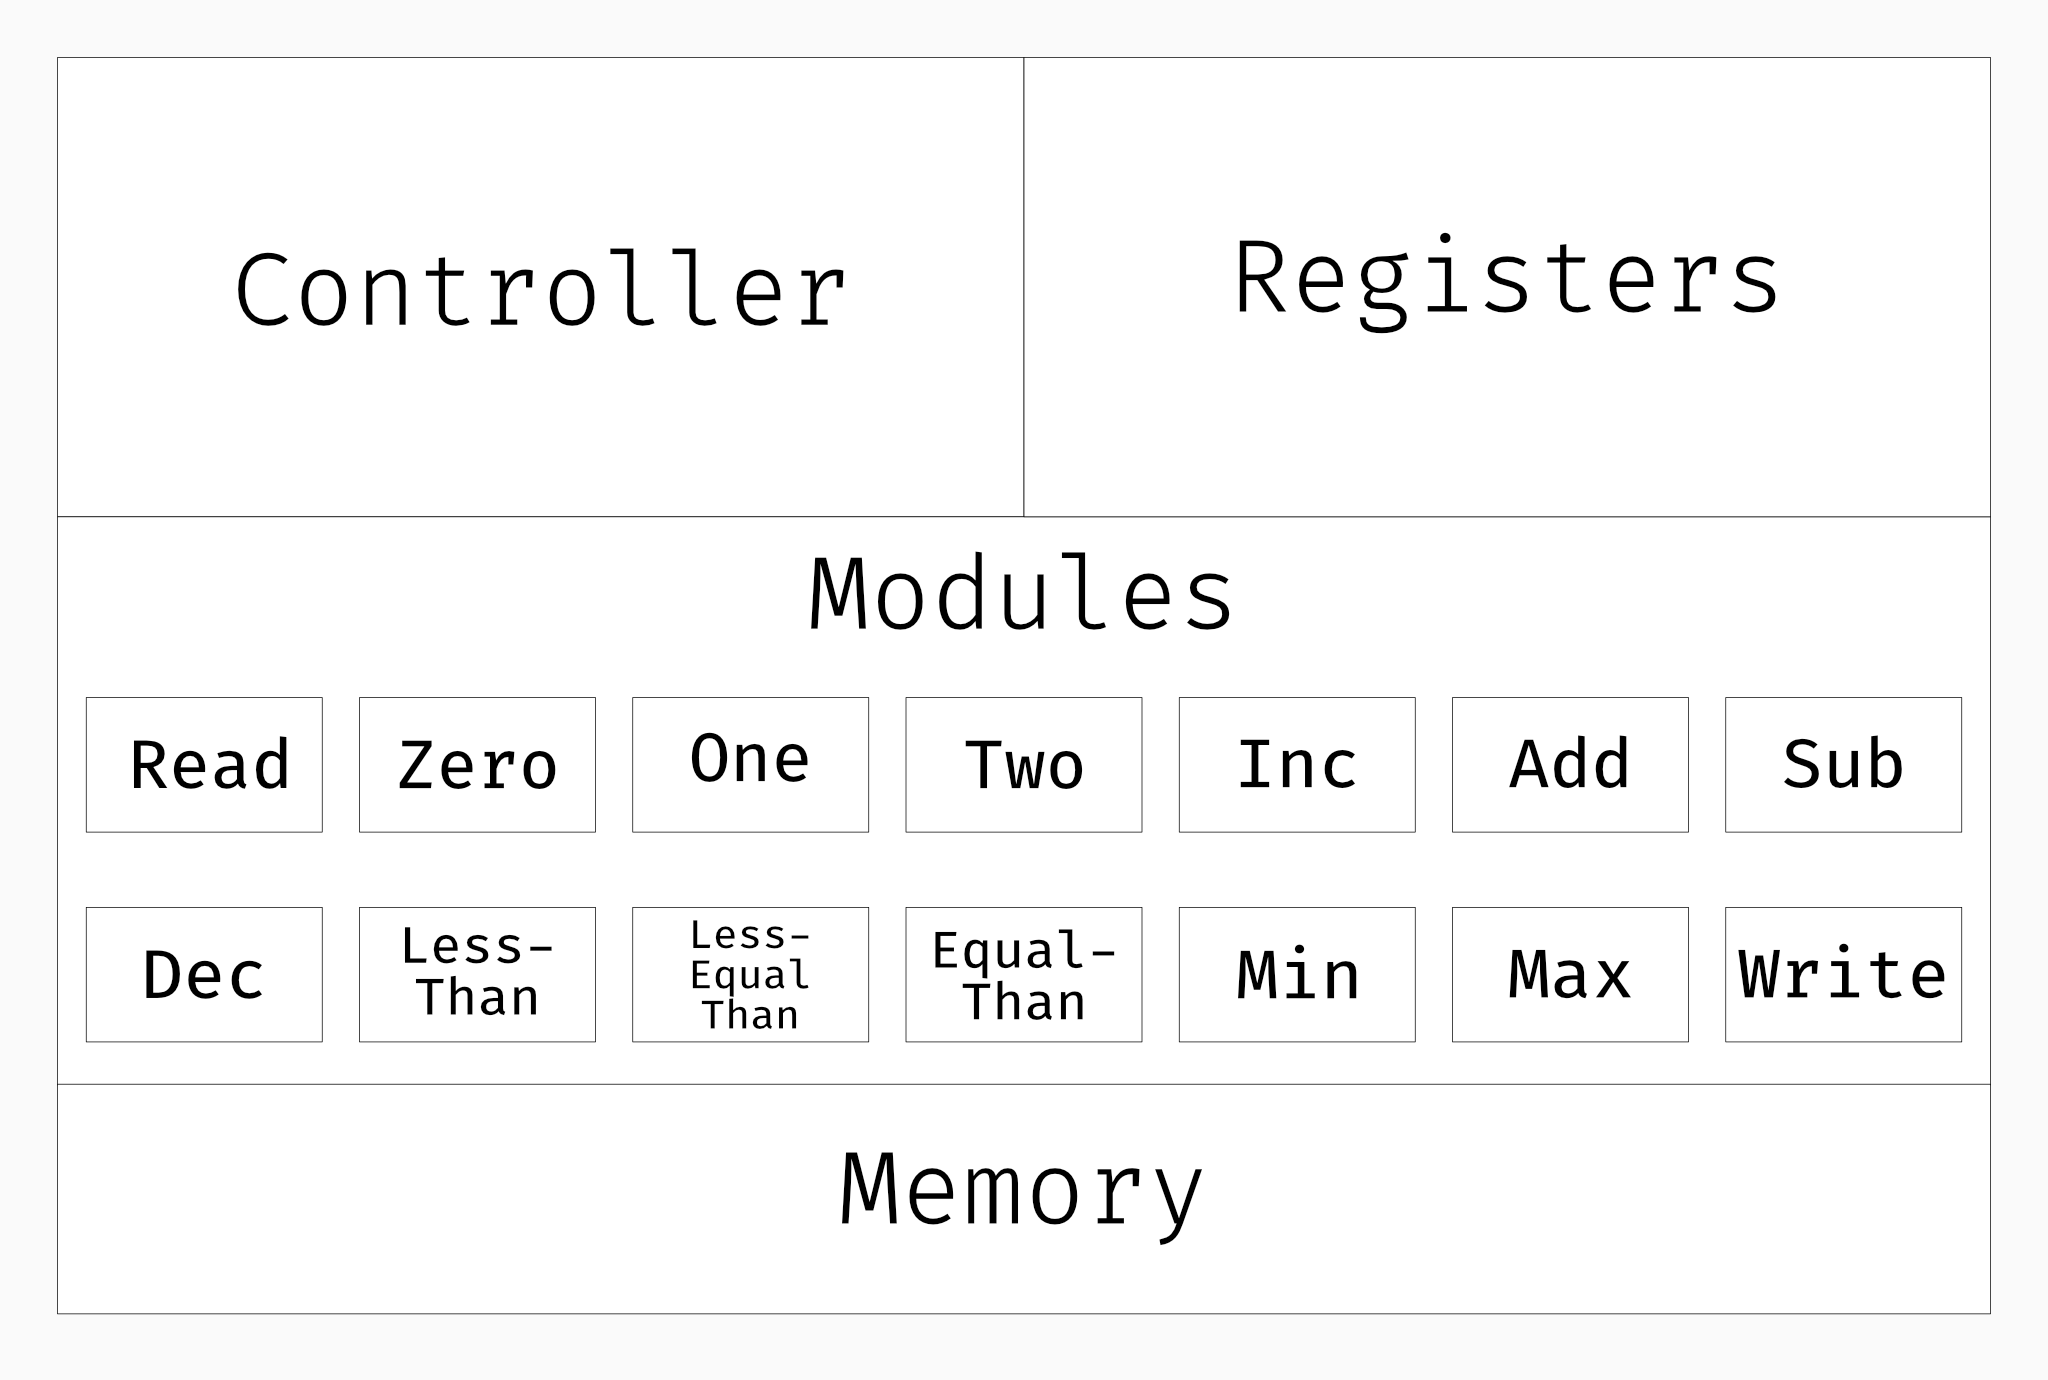 Controller
Registers
Modules
Read
Zero
One
Two
Inc
Add
Sub
Dec
Less-
Than
Less-
Equal
Than
Equal-
Than
Min
Max
Write
Memory